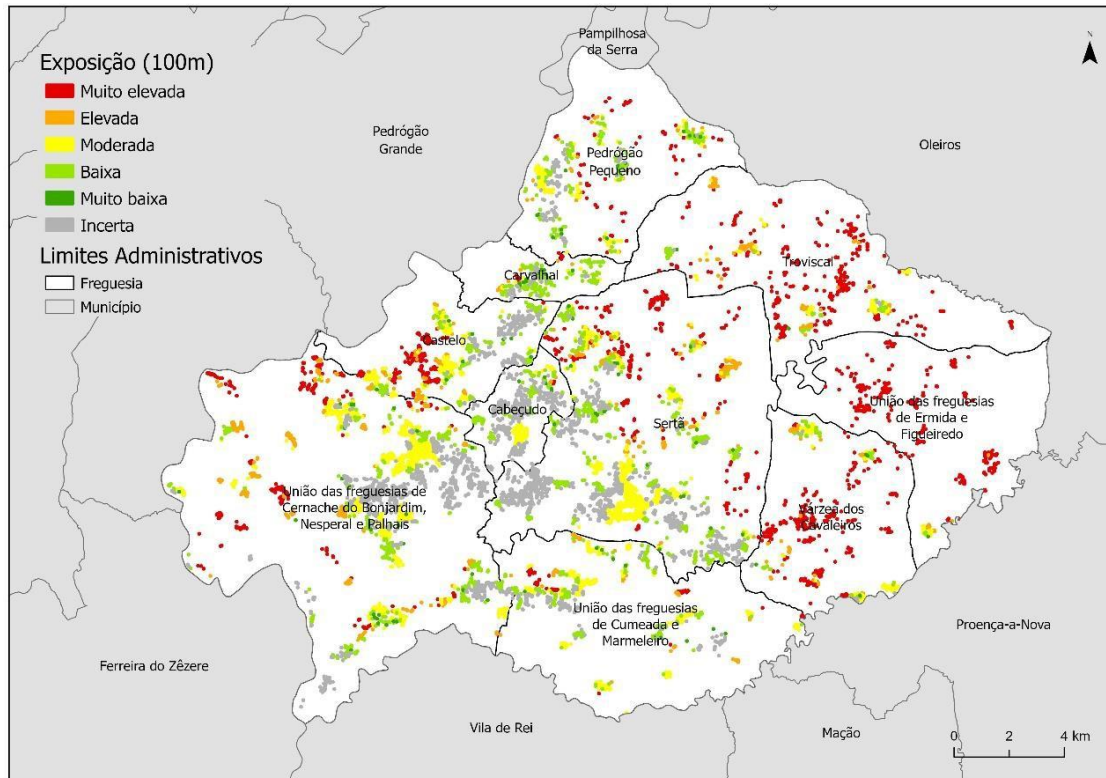 Exposição (100m)
Muito elevada
Elevada
Moderada
Baixa
Muito baixa
Incerta
Limites Administrativos
Freguesia
Município
N
Pampilhosa
da Serra
Pedrógão
Grande
Oleiros
Pedrógão
Pequeno
Troviscal
Carvalhal
Castelo
Cabeçudo
Sertã
União das freguesias
de Ermida e
Figueiredo
União das freguesias de
Cernache do Bonjardim,
Nesperal e Palhais
Várzea dos
Cavaleiros
União das freguesias
de Cumeada e
Marmeleiro
Proença-a-Nova
Ferreira do Zêzere
Vila de Rei
Mação
0 2 4 km